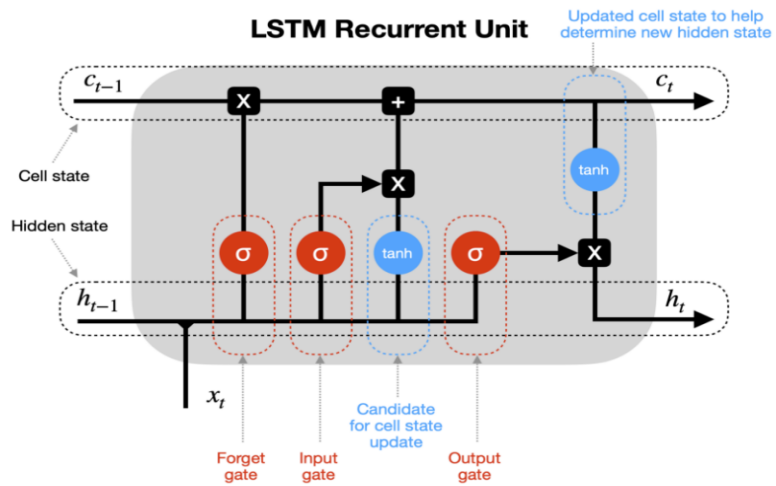 LSTM Recurrent Unit
Updated cell state to help
determine new hidden state
c_{t−1}
c_t
X
+
Cell state
tanh
X
Hidden state
σ
σ
tanh
σ
X
h_{t−1}
h_t
x_t
Candidate
for cell state
update
Forget
gate
Input
gate
Output
gate